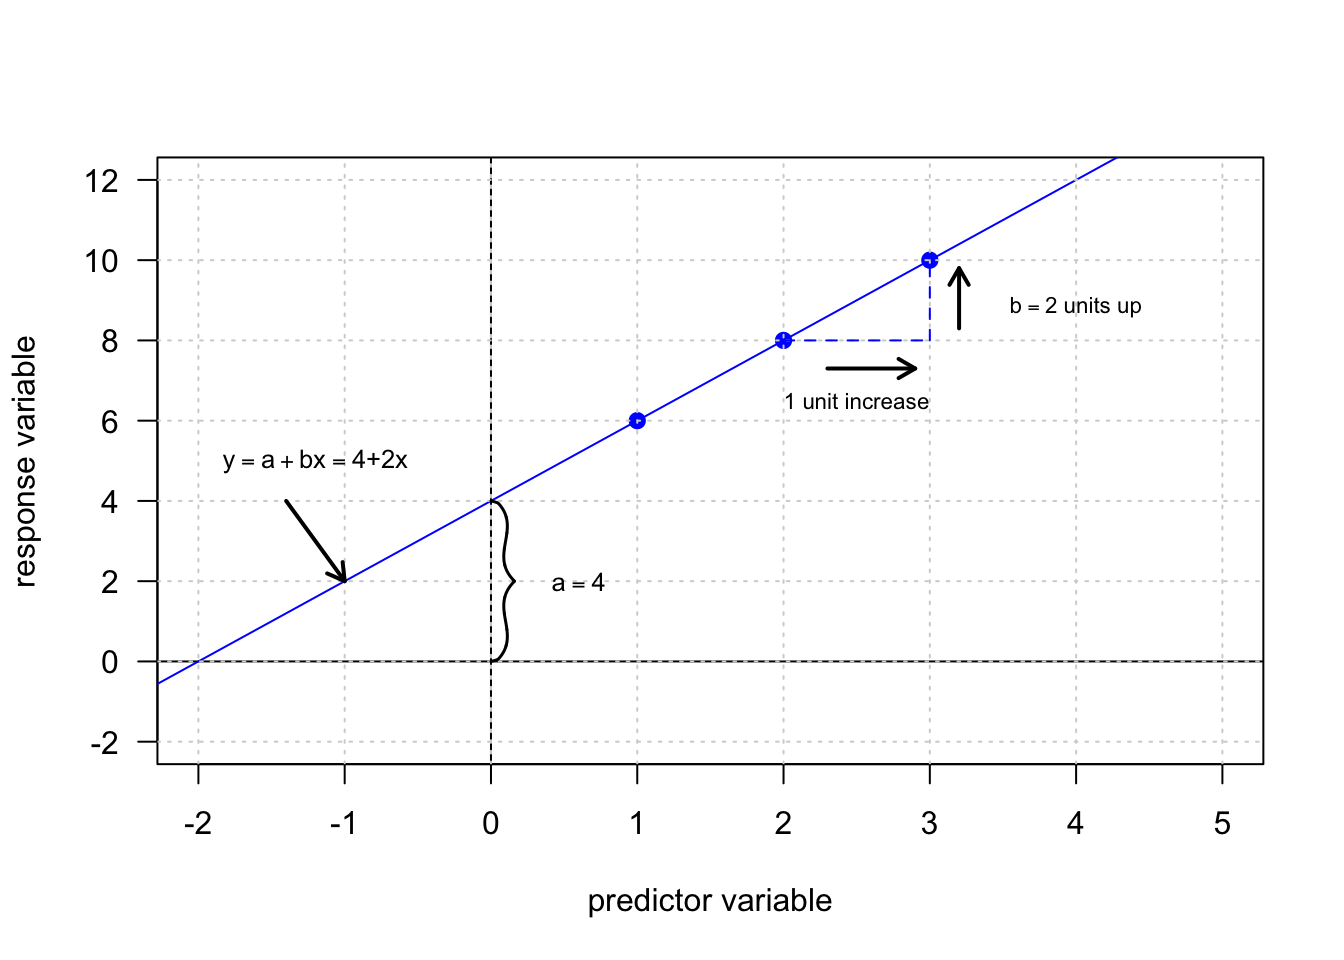 response variable
12
10
8
6
4
2
0
-2
b = 2 units up
1 unit increase
y = a + bx = 4+2x
a = 4
-2 -1 0 1 2 3 4 5
predictor variable